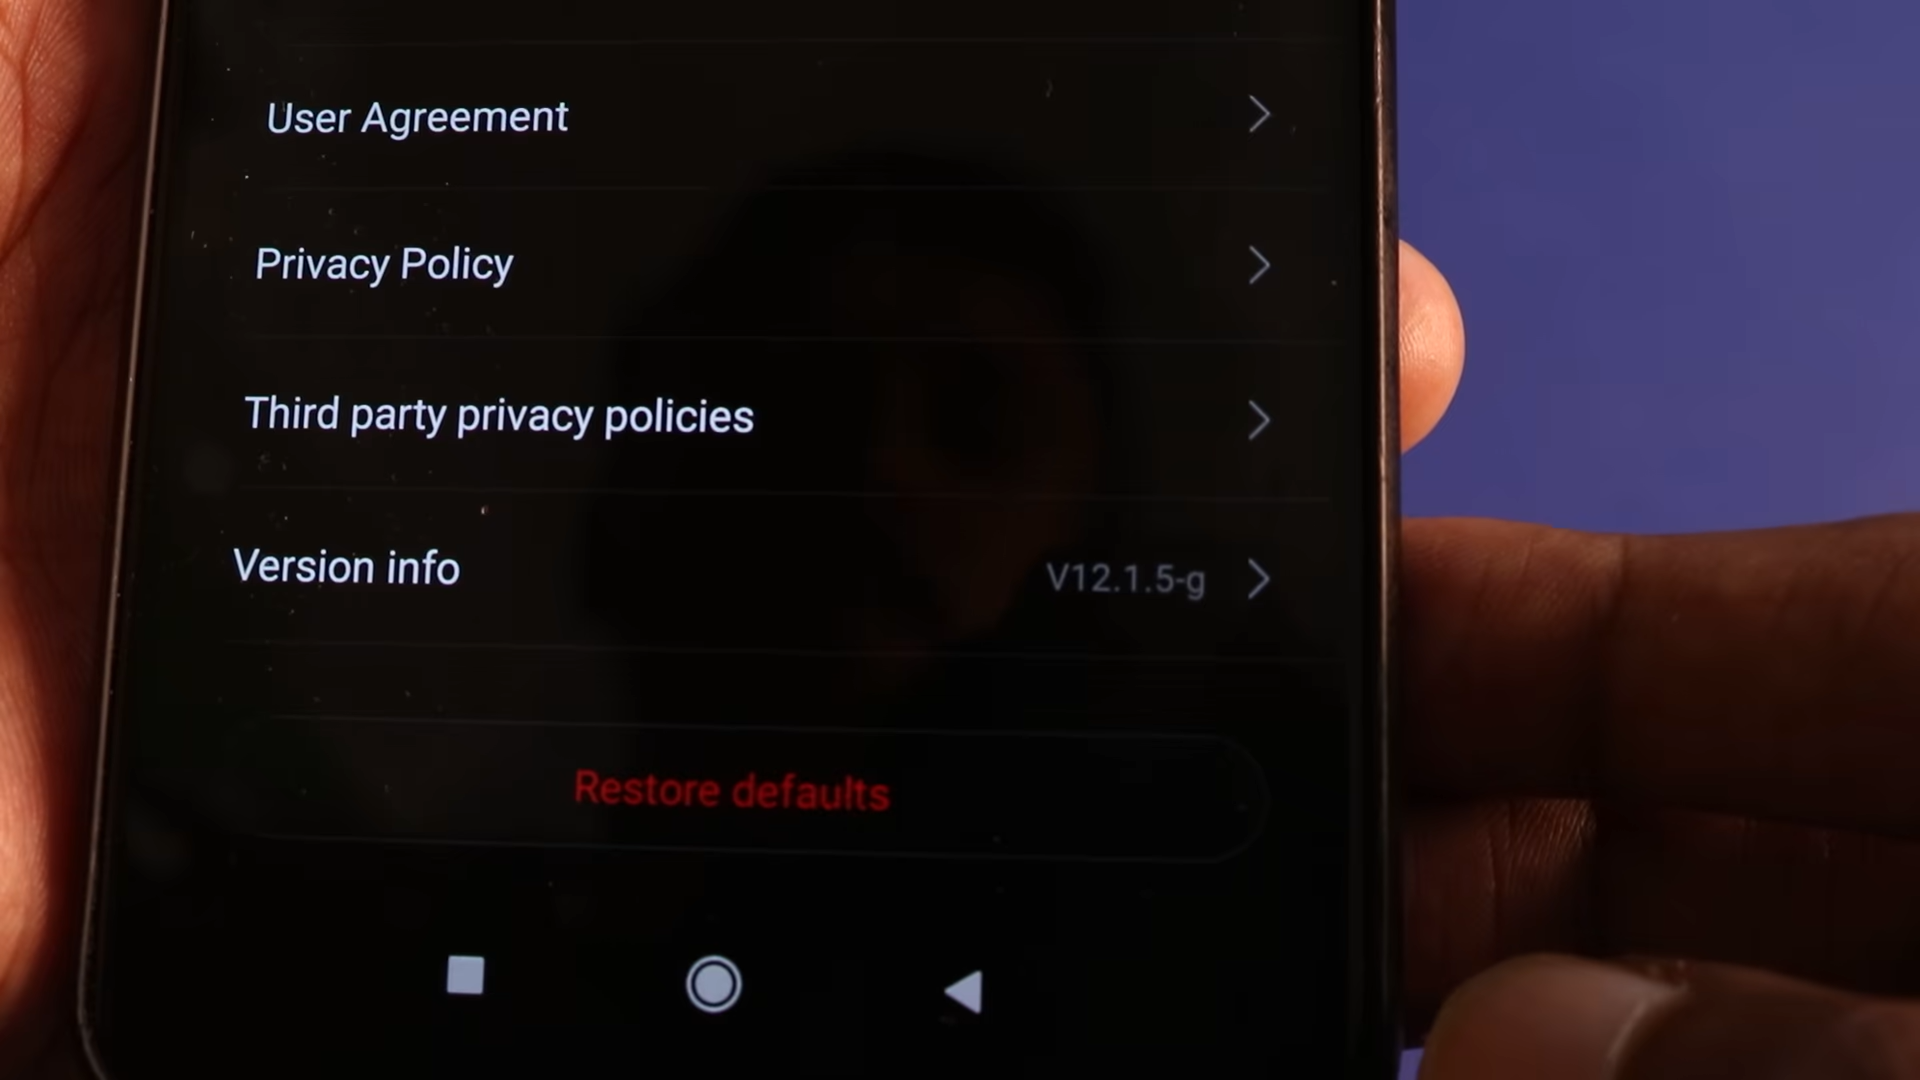 User Agreement
Privacy Policy
Third party privacy policies
Version info
V12.1.5-g
Restore defaults